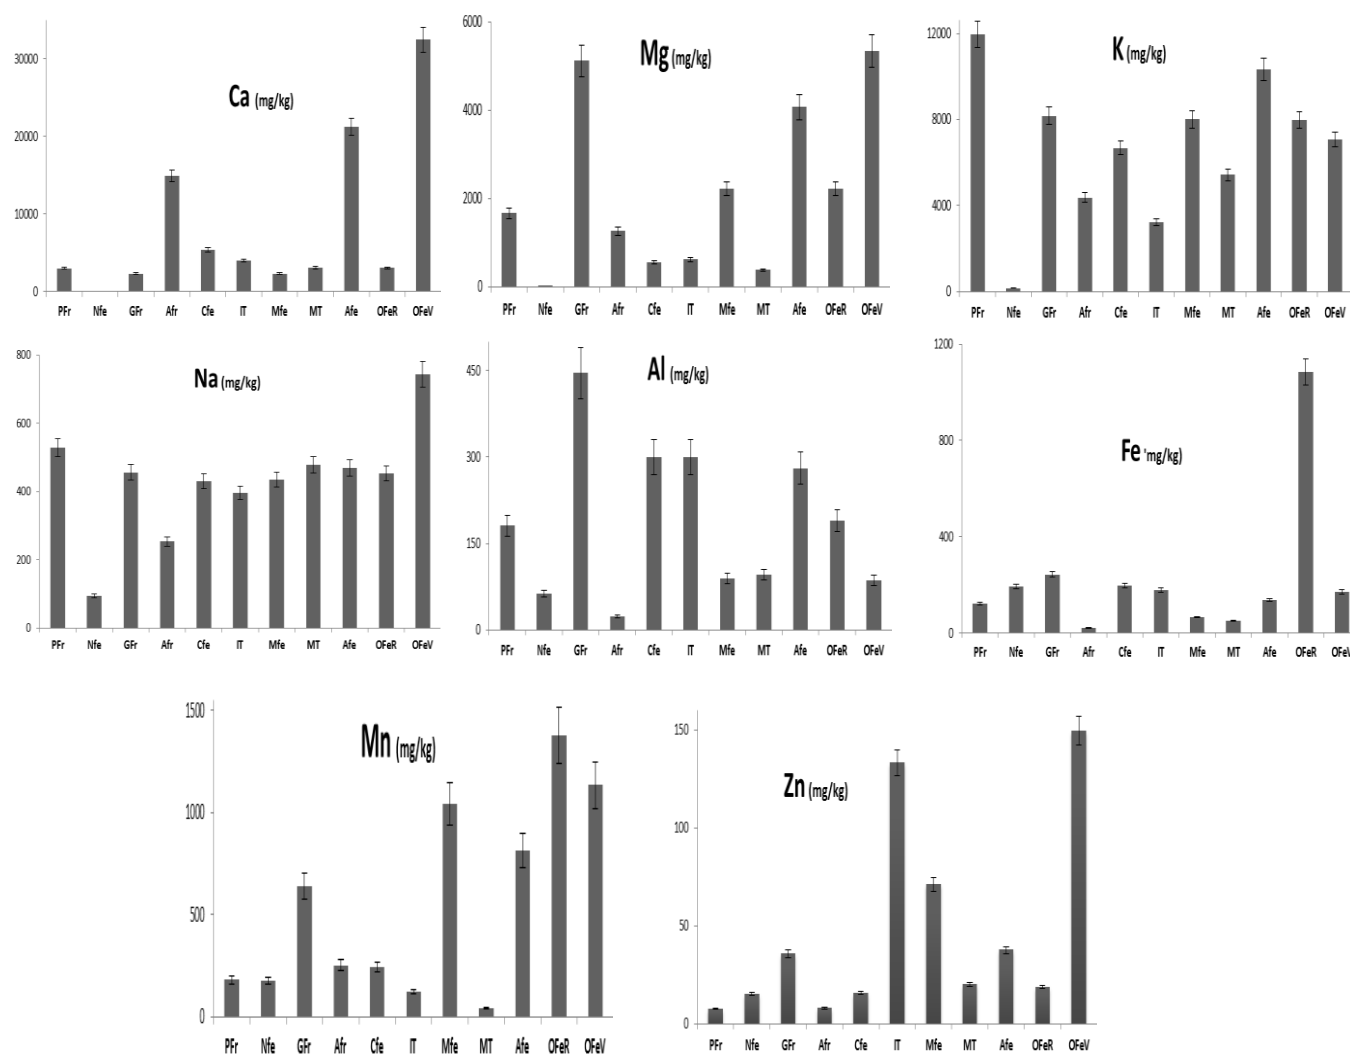 Ca (mg/kg)
30000
20000
10000
0
PFr Nfe GFr Afr Cfe IT Mfe MT Afe OFeR OFeV
Mg (mg/kg)
6000
4000
2000
0
PFr Nfe GFr Afr Cfe IT Mfe MT Afe OFeR OFeV
K (mg/kg)
12000
8000
4000
0
PFr Nfe GFr Afr Cfe IT Mfe MT Afe OFeR OFeV
Na (mg/kg)
800
600
400
200
0
PFr Nfe GFr Afr Cfe IT Mfe MT Afe OFeR OFeV
Al (mg/kg)
450
300
150
0
PFr Nfe GFr Afr Cfe IT Mfe MT Afe OFeR OFeV
Fe 'mg/kg)
1200
800
400
0
PFr Nfe GFr Afr Cfe IT Mfe MT Afe OFeR OFeV
Mn (mg/kg)
1500
1000
500
0
PFr Nfe GFr Afr Cfe IT Mfe MT Afe OFeR OFeV
Zn (mg/kg)
150
100
50
0
PFr Nfe GFr Afr Cfe IT Mfe MT Afe OFeR OFeV